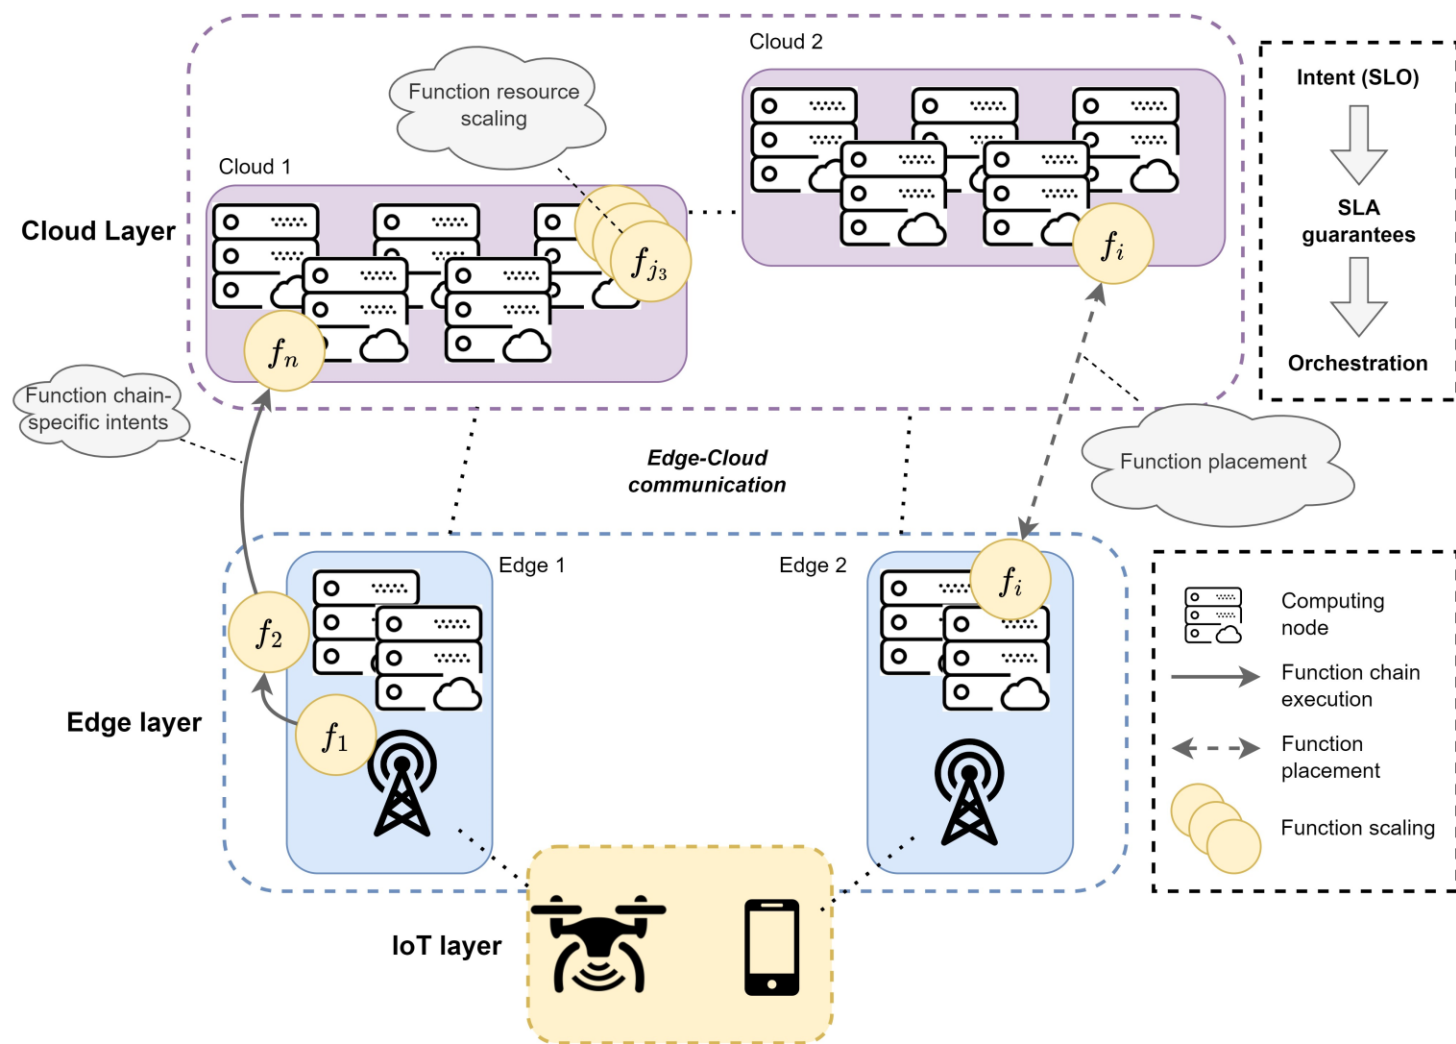 Cloud 2
Function resource
scaling
Intent (SLO)
Cloud 1
SLA
guarantees
Cloud Layer
f_{j_3}
f_i
f_n
Orchestration
Function chain-
specific intents
Edge-Cloud
communication
Function placement
Edge 1
Edge 2
f_i
f_2
Computing
node
Function chain
execution
Edge layer
f_1
Function
placement
Function scaling
IoT layer